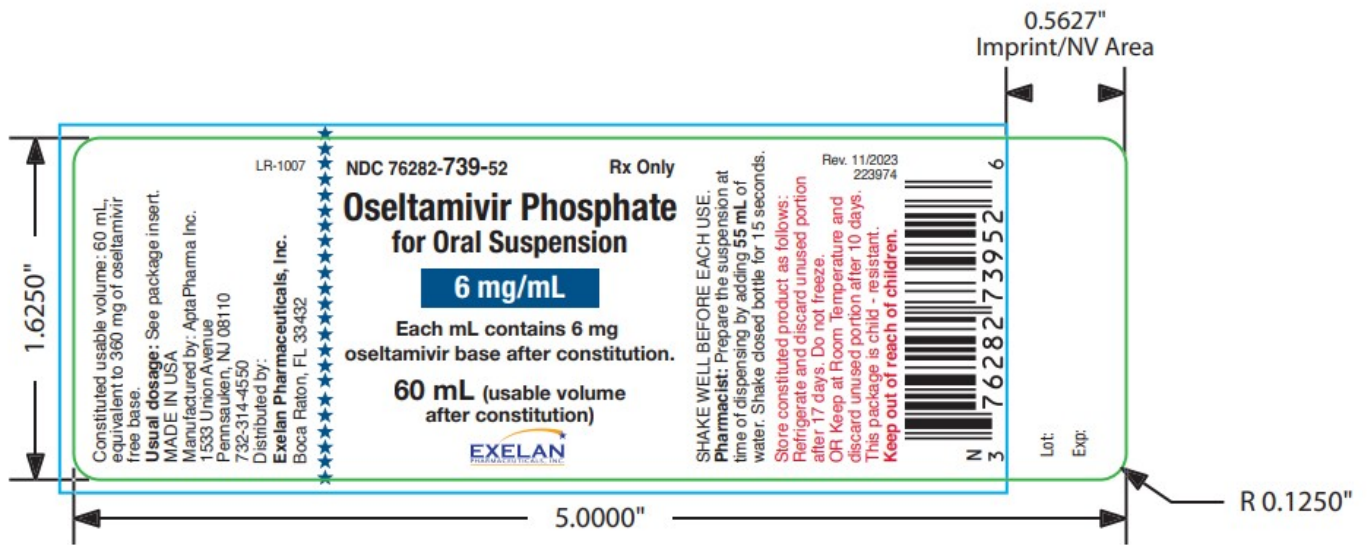 0.5627"
Imprint/NV Area
1.6250"
Constituted usable volume: 60 mL,
equivalent to 360 mg of oseltamivir
free base.
Usual dosage: See package insert.
MADE IN USA
Manufactured by: AptaPharma Inc.
1533 Union Avenue
Pennsauken, NJ 08110
732-314-4550
Distributed by:
Exelan Pharmaceuticals, Inc.
Boca Raton, FL 33432
LR-1007
NDC 76282-739-52 Rx Only
Oseltamivir Phosphate
for Oral Suspension
6 mg/mL
Each mL contains 6 mg
oseltamivir base after constitution.
60 mL (usable volume
after constitution)
EXELAN
PHARMACEUTICALS, INC.
SHAKE WELL BEFORE EACH USE.
Pharmacist: Prepare the suspension at
time of dispensing by adding 55 mL of
water. Shake closed bottle for 15 seconds.
Store constituted product as follows:
Refrigerate and discard unused portion
after 17 days. Do not freeze.
OR Keep at Room Temperature and
discard unused portion after 10 days.
This package is child - resistant.
Keep out of reach of children.
Rev. 11/2023
223974
N
3 76282 73952 6
Lot:
Exp:
R 0.1250"
5.0000"